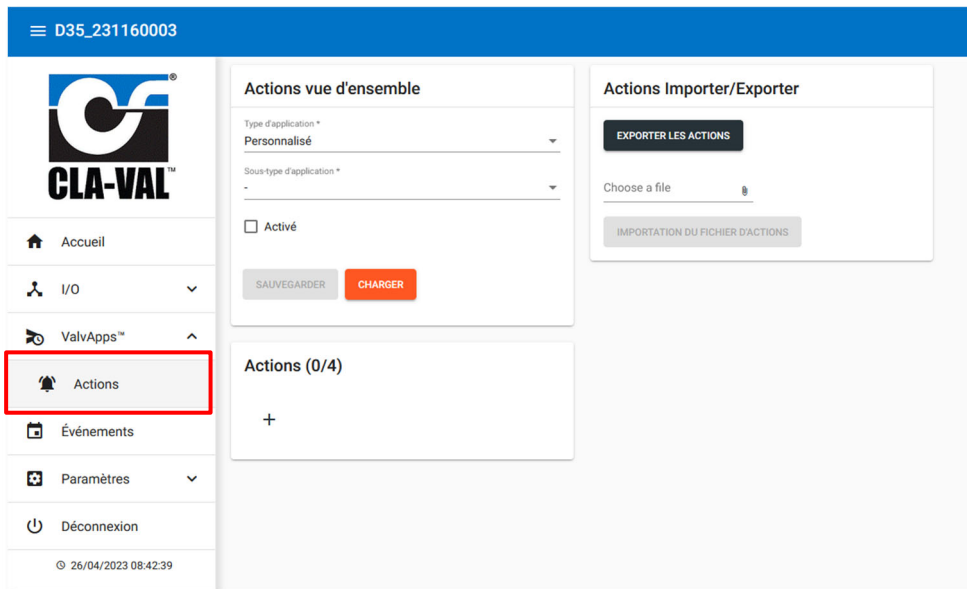 D35_231160003
CLA-VAL™
Accueil
I/O
ValvApps™
Actions
Événements
Paramètres
Déconnexion
26/04/2023 08:42:39
Actions vue d'ensemble
Type d'application *
Personnalisé
Sous-type d'application *
-
Activé
SAUVEGARDER
CHARGER
Actions (0/4)
+
Actions Importer/Exporter
EXPORTER LES ACTIONS
Choose a file
IMPORTATION DU FICHIER D'ACTIONS